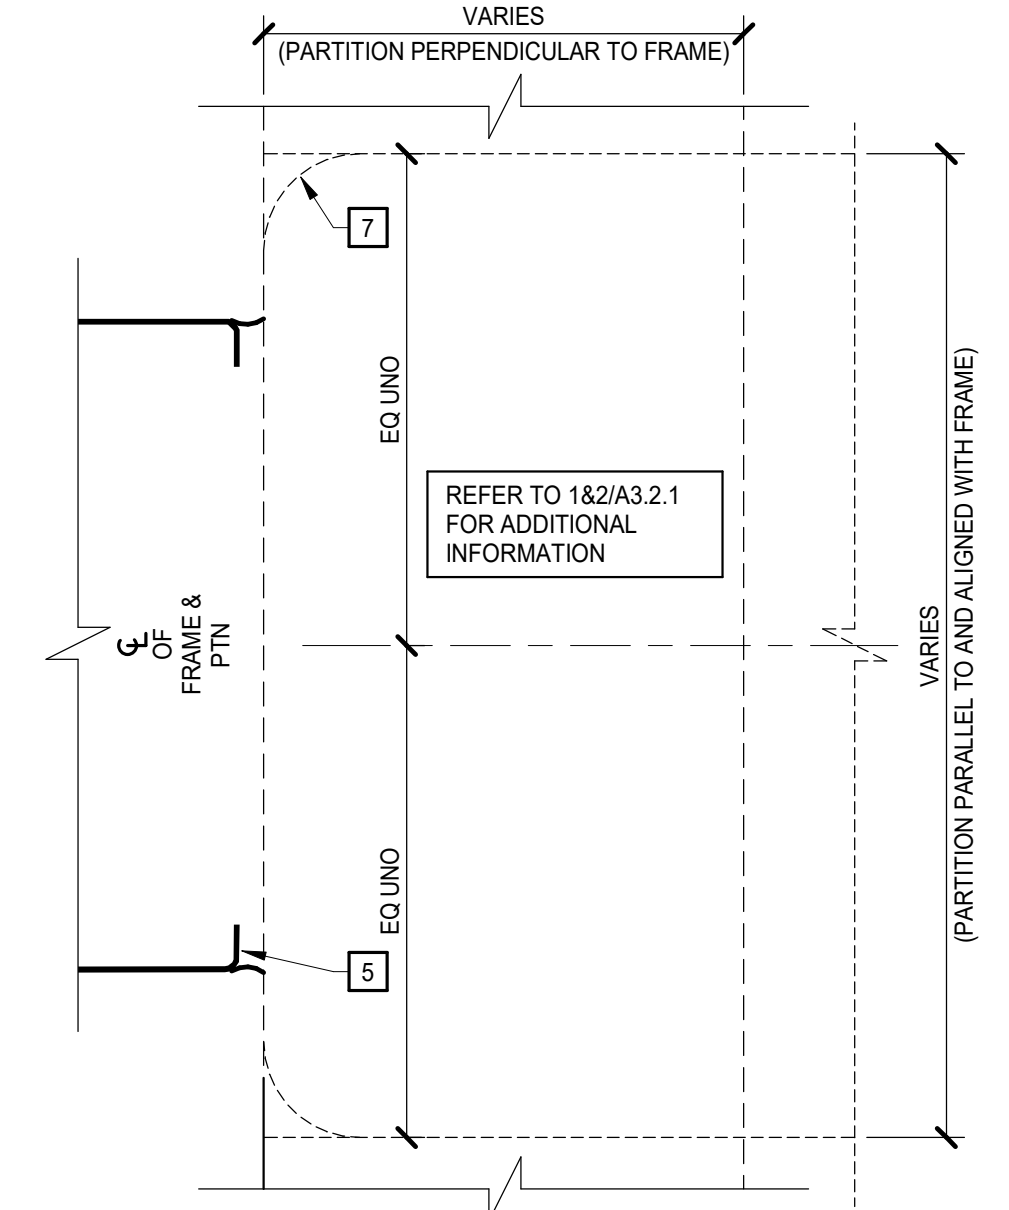 VARIES
(PARTITION PERPENDICULAR TO FRAME)
7
EQ UNO
REFER TO 1&2/A3.2.1
FOR ADDITIONAL
INFORMATION
℄
OF
FRAME &
PTN
VARIES
(PARTITION PARALLEL TO AND ALIGNED WITH FRAME)
EQ UNO
5